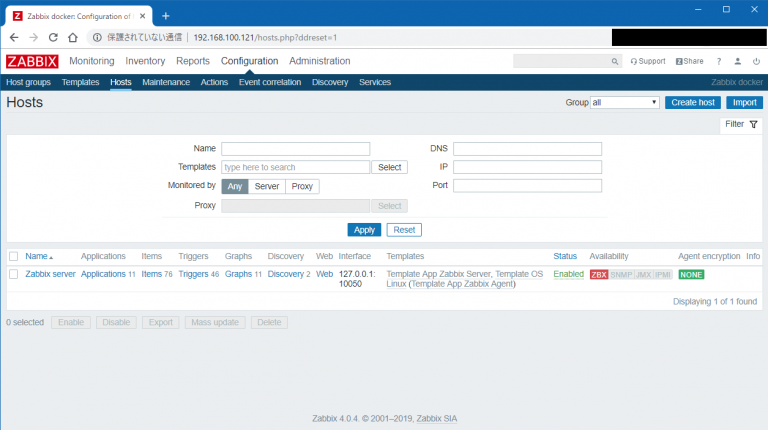 Zabbix docker: Configuration of
保護されていない通信 192.168.100.121/hosts.php?ddreset=1
ZABBIX Monitoring Inventory Reports Configuration Administration Support Share ?
Host groups Templates Hosts Maintenance Actions Event correlation Discovery Services Zabbix docker
Hosts Group all Create host Import
Filter
Name DNS
Templates type here to search Select IP
Monitored by Any Server Proxy Port
Proxy Select
Apply Reset
Name Applications Items Triggers Graphs Discovery Web Interface Templates Status Availability Agent encryption Info
Zabbix server Applications 11 Items 76 Triggers 46 Graphs 11 Discovery 2 Web 127.0.0.1: Template App Zabbix Server, Template OS Enabled ZBX SNMP JMX IPMI NONE
10050 Linux (Template App Zabbix Agent)
Displaying 1 of 1 found
0 selected Enable Disable Export Mass update Delete
Zabbix 4.0.4. © 2001–2019, Zabbix SIA